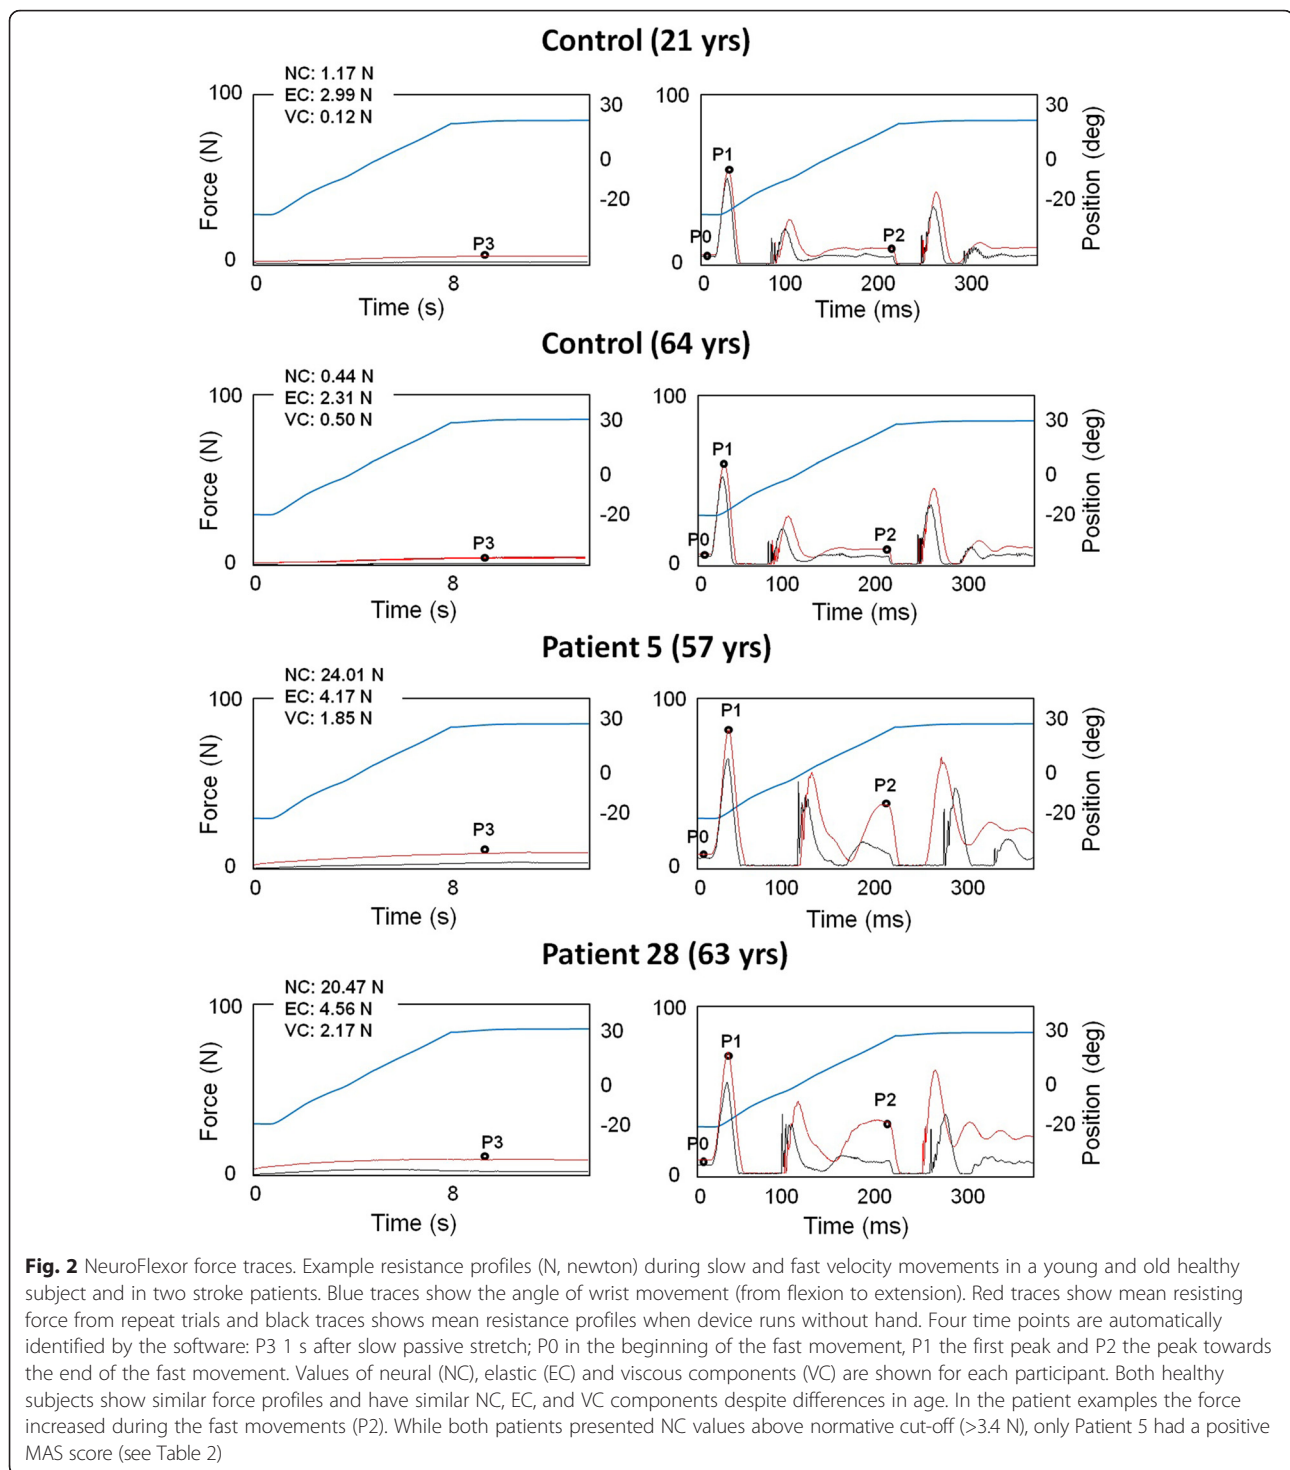 Control (21 yrs)
NC: 1.17 N
EC: 2.99 N
VC: 0.12 N
100
0
Force (N)
30
0
-20
P3
0
8
Time (s)
100
0
P0
P1
P2
30
0
-20
Position (deg)
0
100
200
300
Time (ms)
Control (64 yrs)
NC: 0.44 N
EC: 2.31 N
VC: 0.50 N
100
0
Force (N)
30
0
-20
P3
0
8
Time (s)
100
0
P0
P1
P2
30
0
-20
Position (deg)
0
100
200
300
Time (ms)
Patient 5 (57 yrs)
NC: 24.01 N
EC: 4.17 N
VC: 1.85 N
100
0
Force (N)
30
0
-20
P3
0
8
Time (s)
100
0
P0
P1
P2
30
0
-20
Position (deg)
0
100
200
300
Time (ms)
Patient 28 (63 yrs)
NC: 20.47 N
EC: 4.56 N
VC: 2.17 N
100
0
Force (N)
30
0
-20
P3
0
8
Time (s)
100
0
P0
P1
P2
30
0
-20
Position (deg)
0
100
200
300
Time (ms)
Fig. 2 NeuroFlexor force traces. Example resistance profiles (N, newton) during slow and fast velocity movements in a young and old healthy
subject and in two stroke patients. Blue traces show the angle of wrist movement (from flexion to extension). Red traces show mean resisting
force from repeat trials and black traces shows mean resistance profiles when device runs without hand. Four time points are automatically
identified by the software: P3 1 s after slow passive stretch; P0 in the beginning of the fast movement, P1 the first peak and P2 the peak towards
the end of the fast movement. Values of neural (NC), elastic (EC) and viscous components (VC) are shown for each participant. Both healthy
subjects show similar force profiles and have similar NC, EC, and VC components despite differences in age. In the patient examples the force
increased during the fast movements (P2). While both patients presented NC values above normative cut-off (>3.4 N), only Patient 5 had a positive
MAS score (see Table 2)